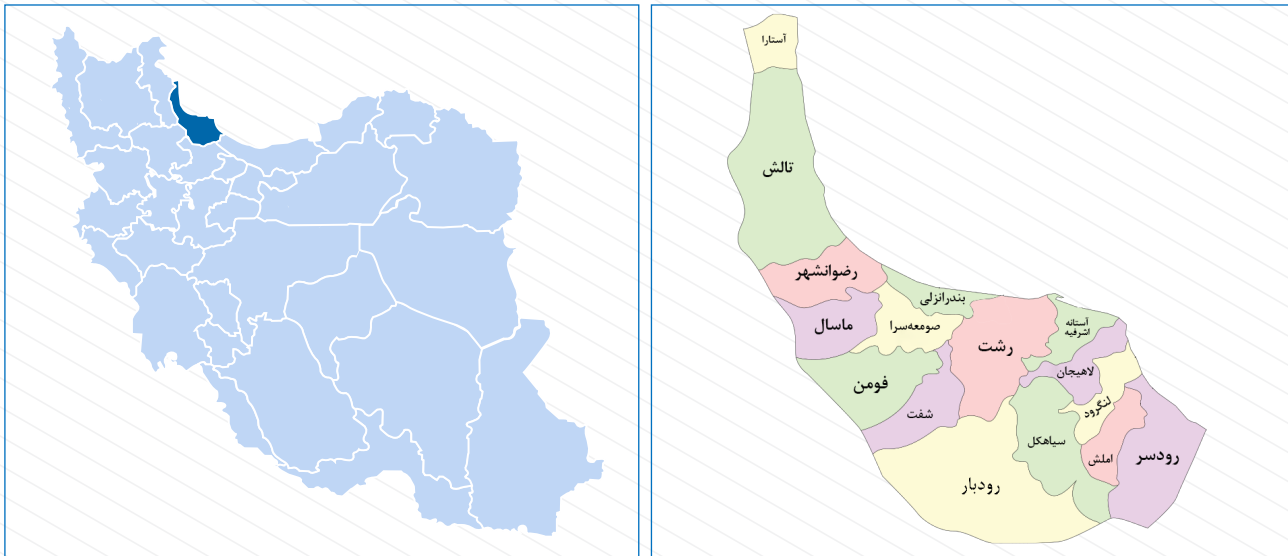 آستارا
تالش
رضوانشهر
بندرانزلی
ماسال
صومعه‌سرا
رشت
آستانه
اشرفیه
لاهیجان
فومن
شفت
لنگرود
سیاهکل
املش
رودسر
رودبار